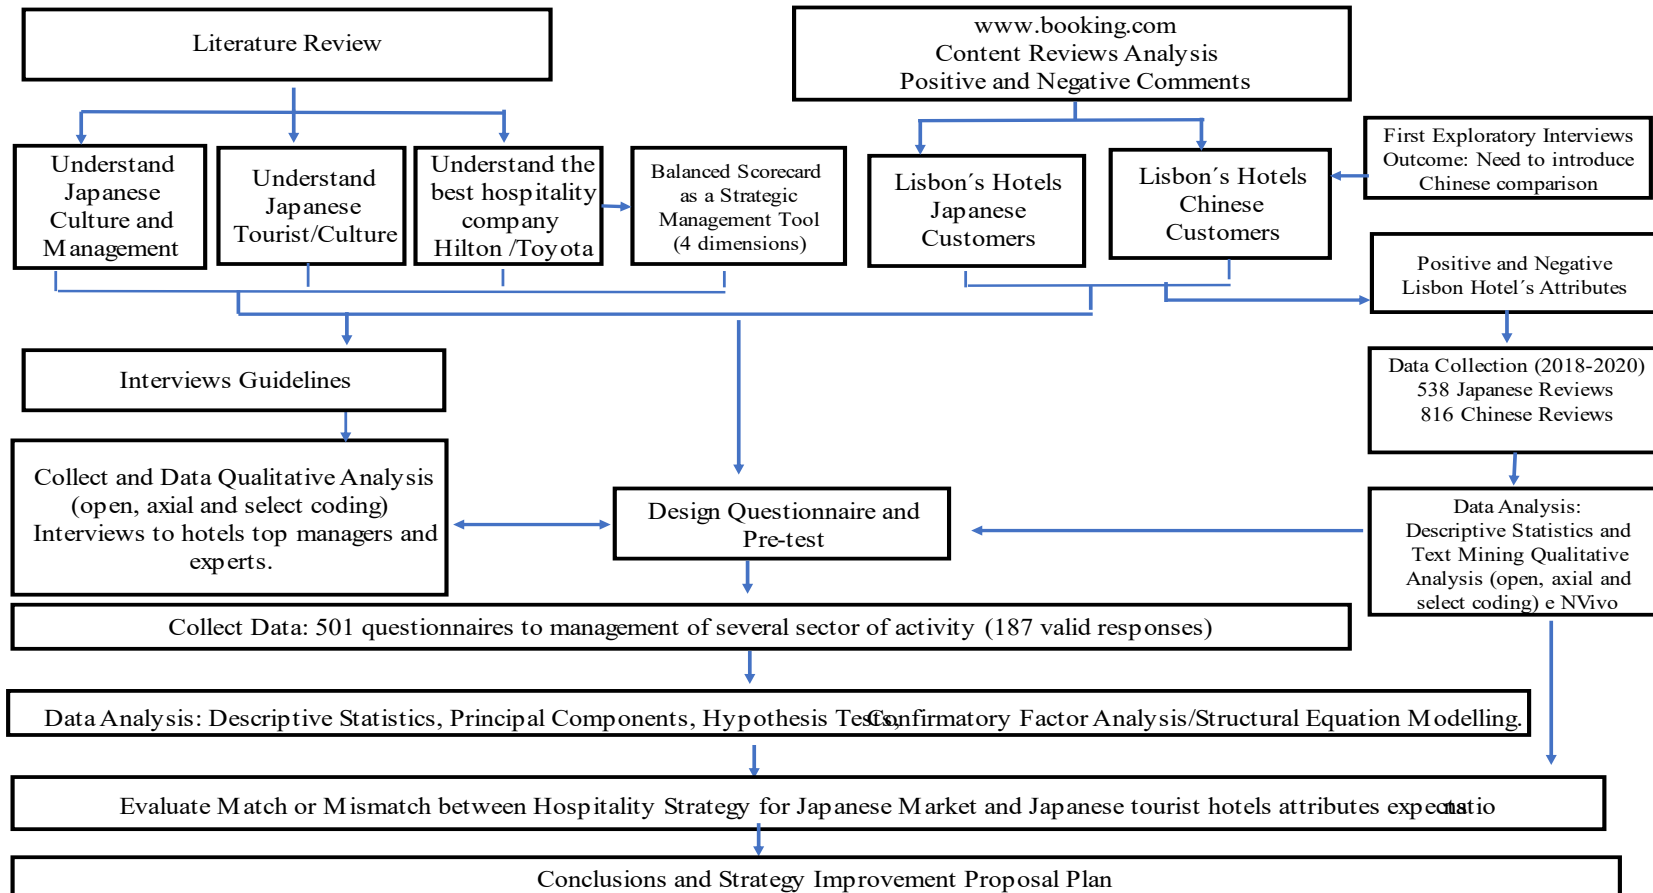 Literature Review
www.booking.com
Content Reviews Analysis
Positive and Negative Comments
Understand
Japanese
Culture and
Management
Understand
Japanese
Tourist/Culture
Understand the
best hospitality
company
Hilton /Toyota
Balanced Scorecard
as a Strategic
Management Tool
(4 dimensions)
Lisbon´s Hotels
Japanese
Customers
Lisbon´s Hotels
Chinese
Customers
First Exploratory Interviews
Outcome: Need to introduce
Chinese comparison
Positive and Negative
Lisbon Hotel´s Attributes
Interviews Guidelines
Data Collection (2018-2020)
538 Japanese Reviews
816 Chinese Reviews
Collect and Data Qualitative Analysis
(open, axial and select coding)
Interviews to hotels top managers and
experts.
Design Questionnaire and
Pre-test
Data Analysis:
Descriptive Statistics and
Text Mining Qualitative
Analysis (open, axial and
select coding) e NVivo
Collect Data: 501 questionnaires to management of several sector of activity (187 valid responses)
Data Analysis: Descriptive Statistics, Principal Components, Hypothesis Tests, Confirmatory Factor Analysis/Structural Equation Modelling.
Evaluate Match or Mismatch between Hospitality Strategy for Japanese Market and Japanese tourist hotels attributes
Conclusions and Strategy Improvement Proposal Plan